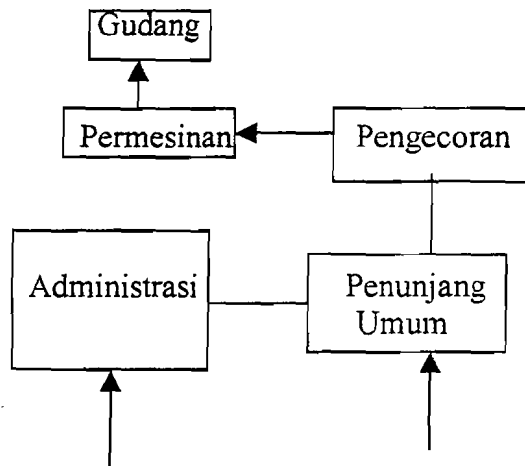 Gudang
Permesinan
Pengecoran
Administrasi
Penunjang
Umum